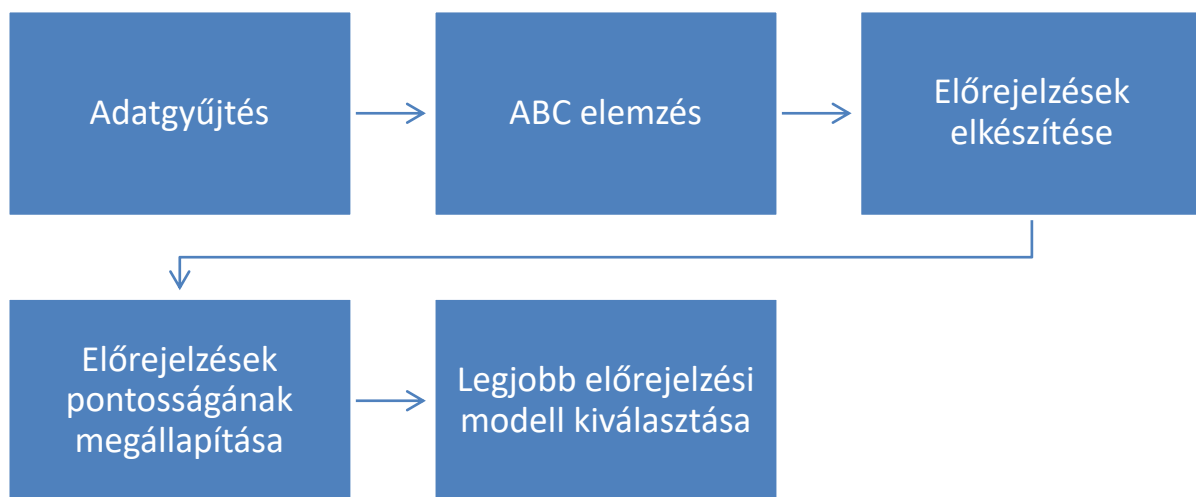 Adatgyűjtés
ABC elemzés
Előrejelzések
elkészítése
Előrejelzések
pontosságának
megállapítása
Legjobb előrejelzési
modell kiválasztása